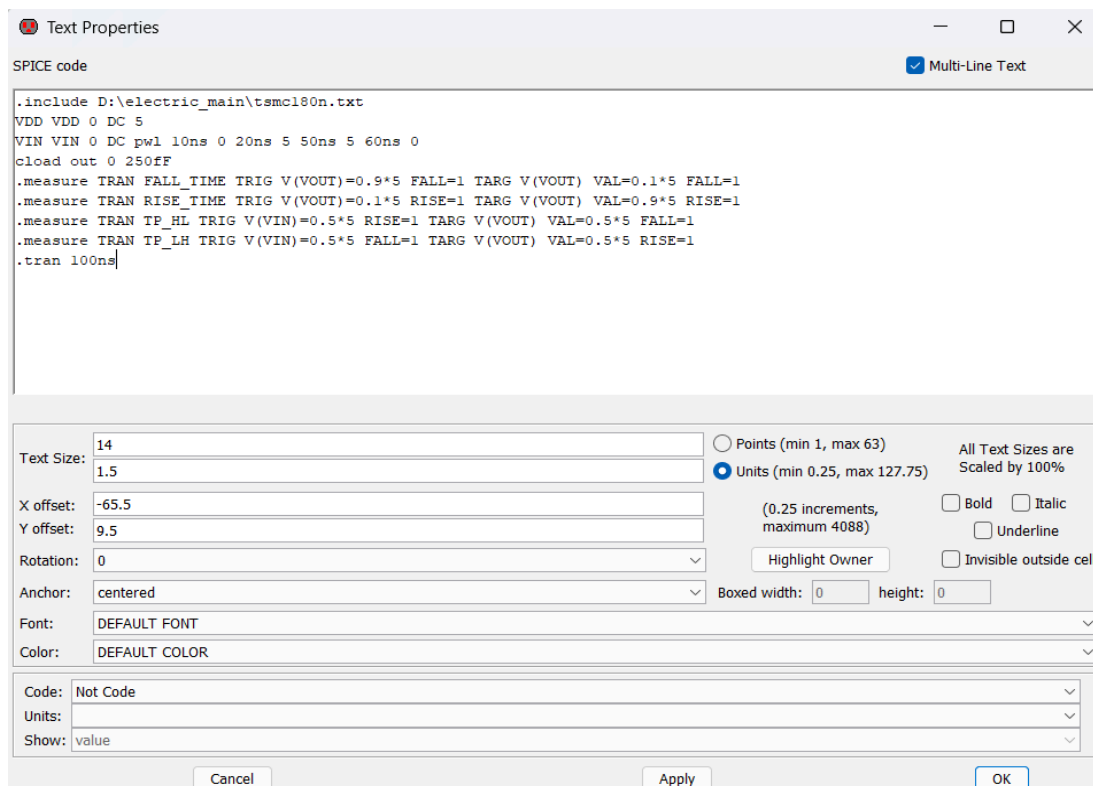 Text Properties
SPICE code
Multi-Line Text
.include D:\electric_main\tsmc180n.txt
VDD VDD 0 DC 5
VIN VIN 0 DC pwl 10ns 0 20ns 5 50ns 5 60ns 0
cload out 0 250fF
.measure TRAN FALL_TIME TRIG V(VOUT)=0.9*5 FALL=1 TARG V(VOUT) VAL=0.1*5 FALL=1
.measure TRAN RISE_TIME TRIG V(VOUT)=0.1*5 RISE=1 TARG V(VOUT) VAL=0.9*5 RISE=1
.measure TRAN TP_HL TRIG V(VIN)=0.5*5 RISE=1 TARG V(VOUT) VAL=0.5*5 FALL=1
.measure TRAN TP_LH TRIG V(VIN)=0.5*5 FALL=1 TARG V(VOUT) VAL=0.5*5 RISE=1
.tran 100ns
Text Size:
14
1.5
Points (min 1, max 63)
Units (min 0.25, max 127.75)
All Text Sizes are
Scaled by 100%
X offset: -65.5
Y offset: 9.5
(0.25 increments,
maximum 4088)
Bold Italic
Underline
Rotation: 0
Highlight Owner
Invisible outside cel
Anchor: centered
Boxed width: 0 height: 0
Font: DEFAULT FONT
Color: DEFAULT COLOR
Code: Not Code
Units:
Show: value
Cancel Apply OK